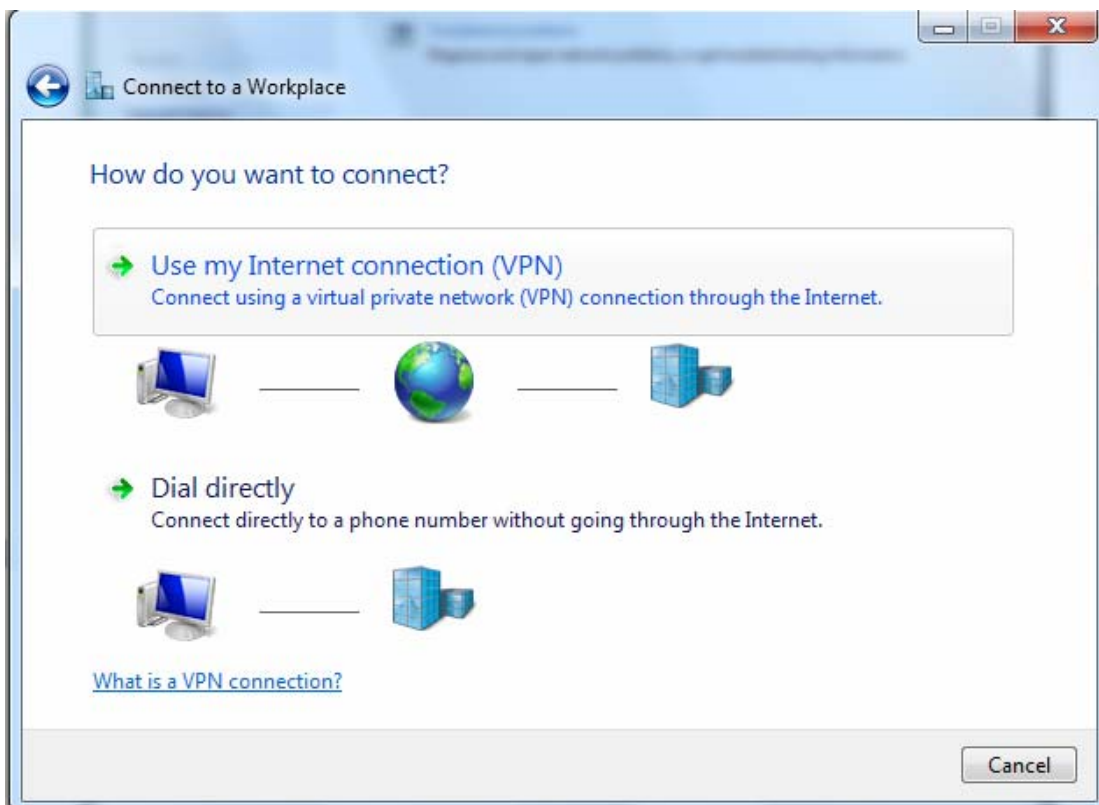 Connect to a Workplace
How do you want to connect?
Use my Internet connection (VPN)
Connect using a virtual private network (VPN) connection through the Internet.
Dial directly
Connect directly to a phone number without going through the Internet.
What is a VPN connection?
Cancel